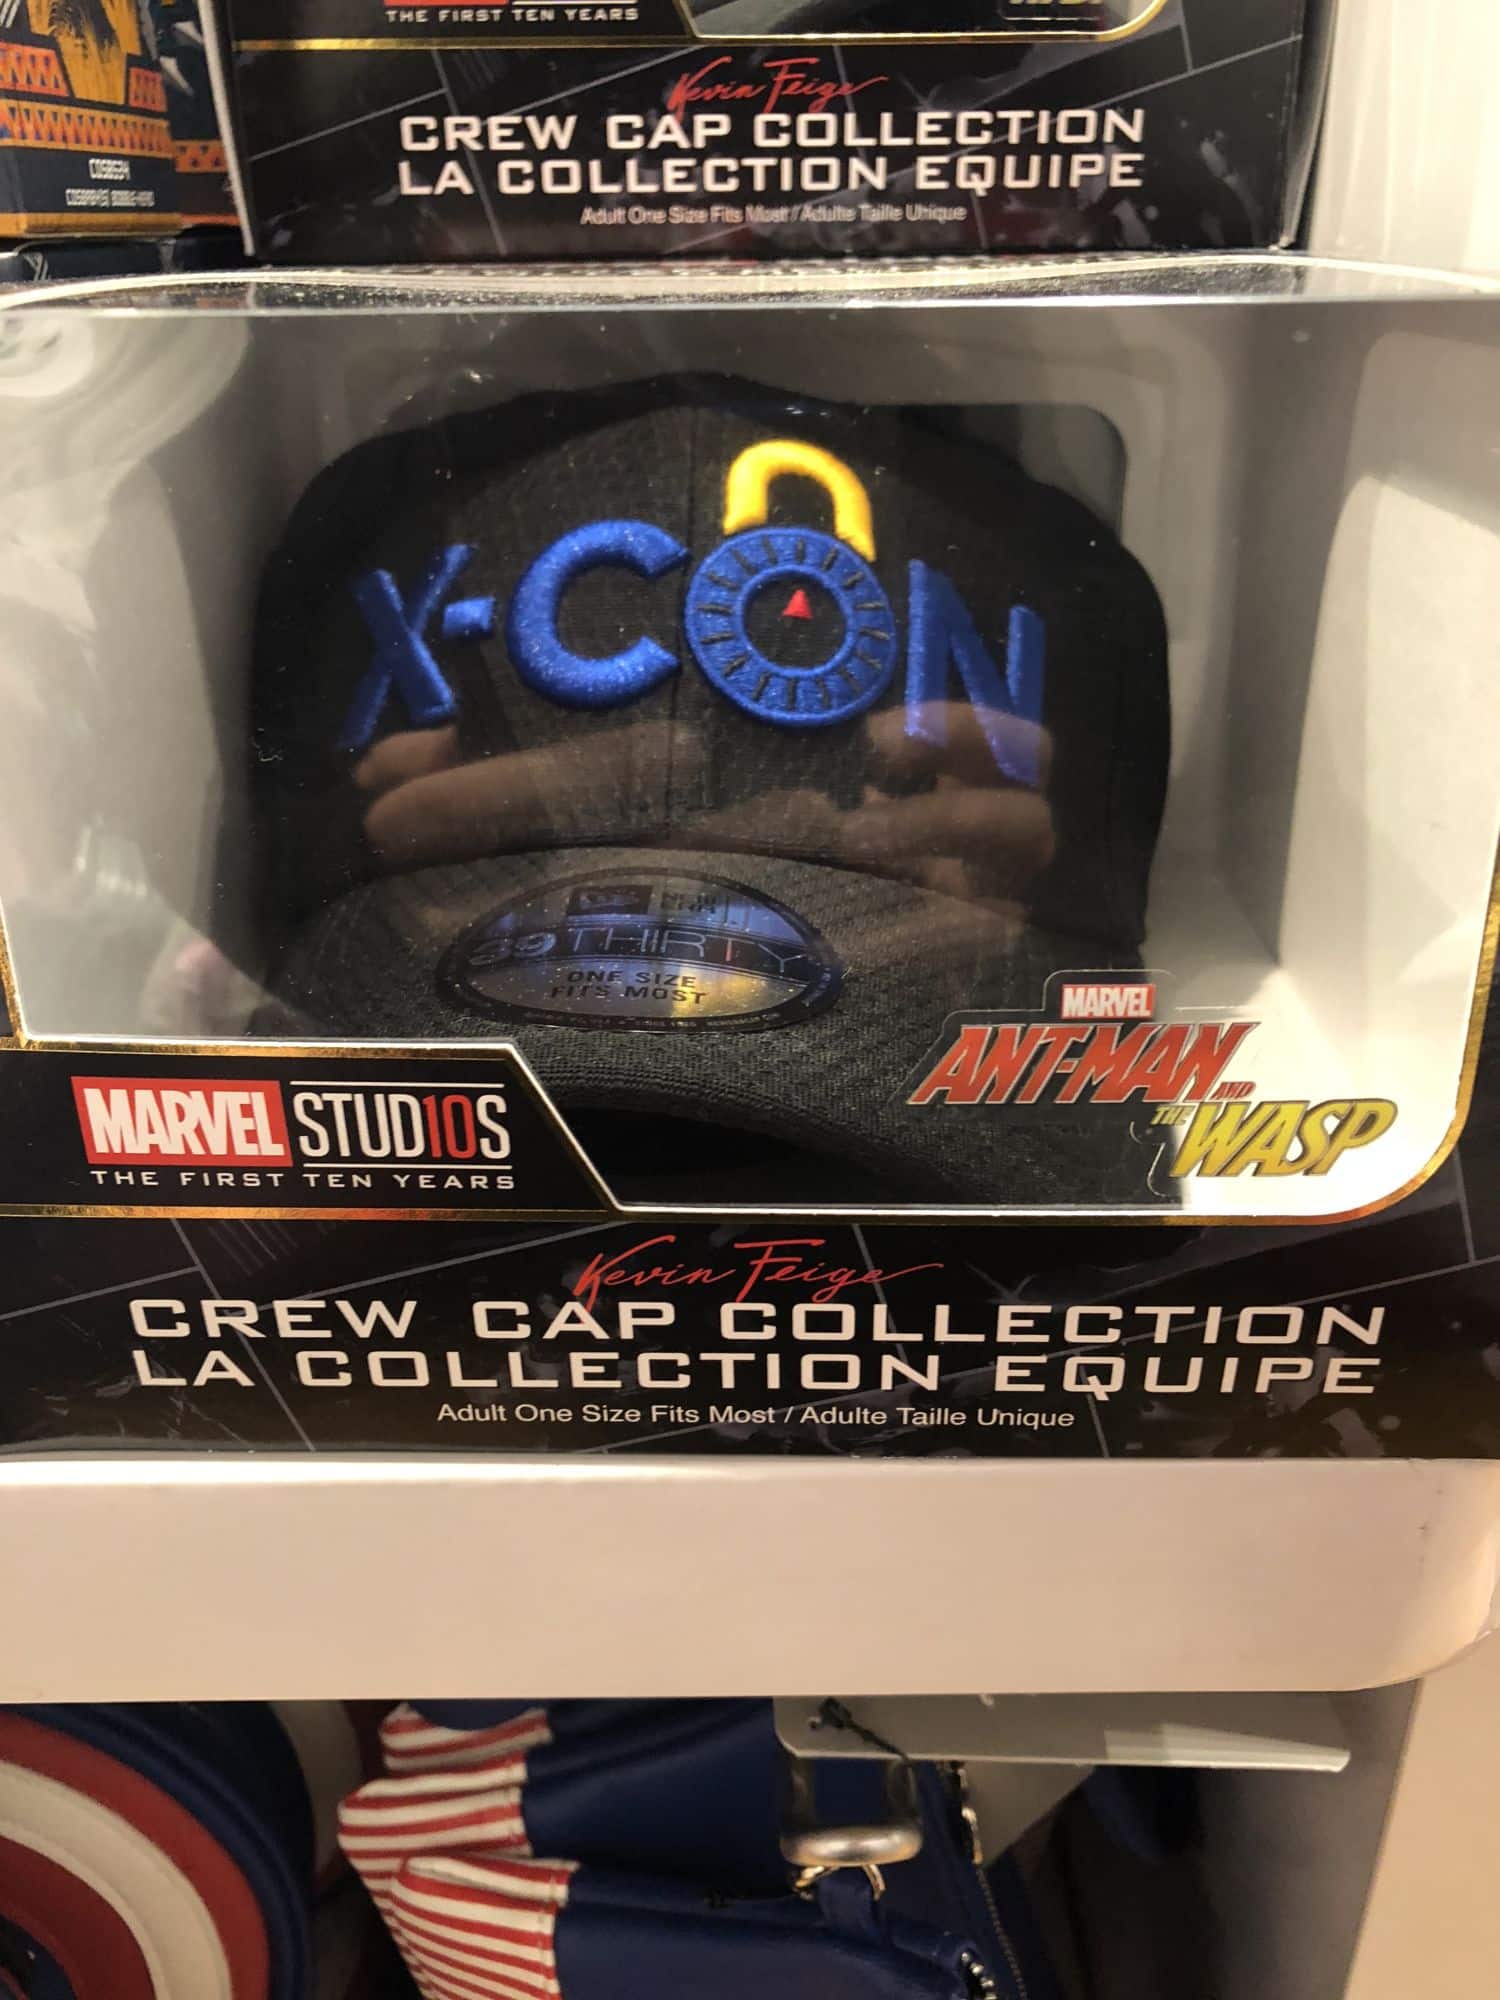 THE FIRST TEN YEARS
Kevin Feige
CREW CAP COLLECTION
LA COLLECTION EQUIPE
Adult One Size Fits Most / Adulte Taille Unique
X-CON
39THIRTY
ONE SIZE
FITS MOST
MARVEL
ANT-MAN
AND
THE WASP
MARVEL STUD10S
THE FIRST TEN YEARS
Kevin Feige
CREW CAP COLLECTION
LA COLLECTION EQUIPE
Adult One Size Fits Most / Adulte Taille Unique